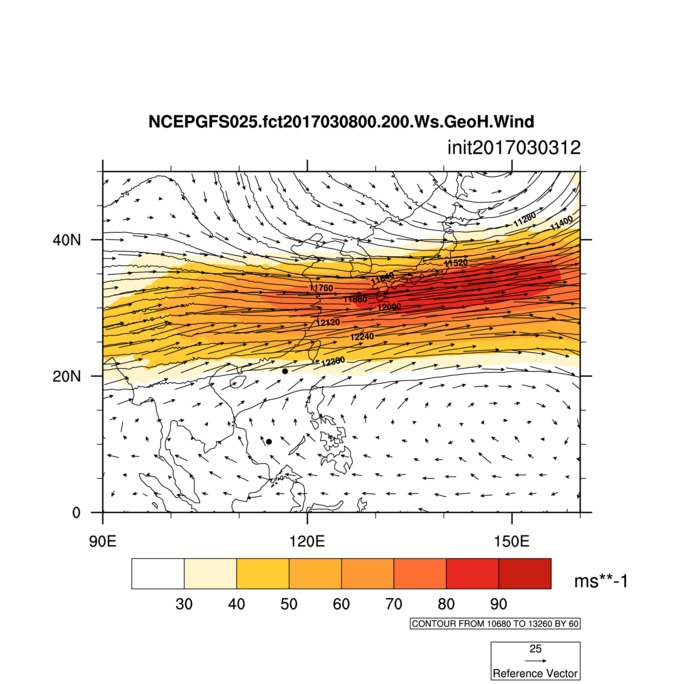 NCEPGFS025.fct2017030800.200.Ws.GeoH.Wind
init2017030312
11280
11400
40N
11520
11640
11760
11880
12000
12120
12240
12360
20N
0
90E 120E 150E
ms**-1
30 40 50 60 70 80 90
CONTOUR FROM 10680 TO 13260 BY 60
25
Reference Vector